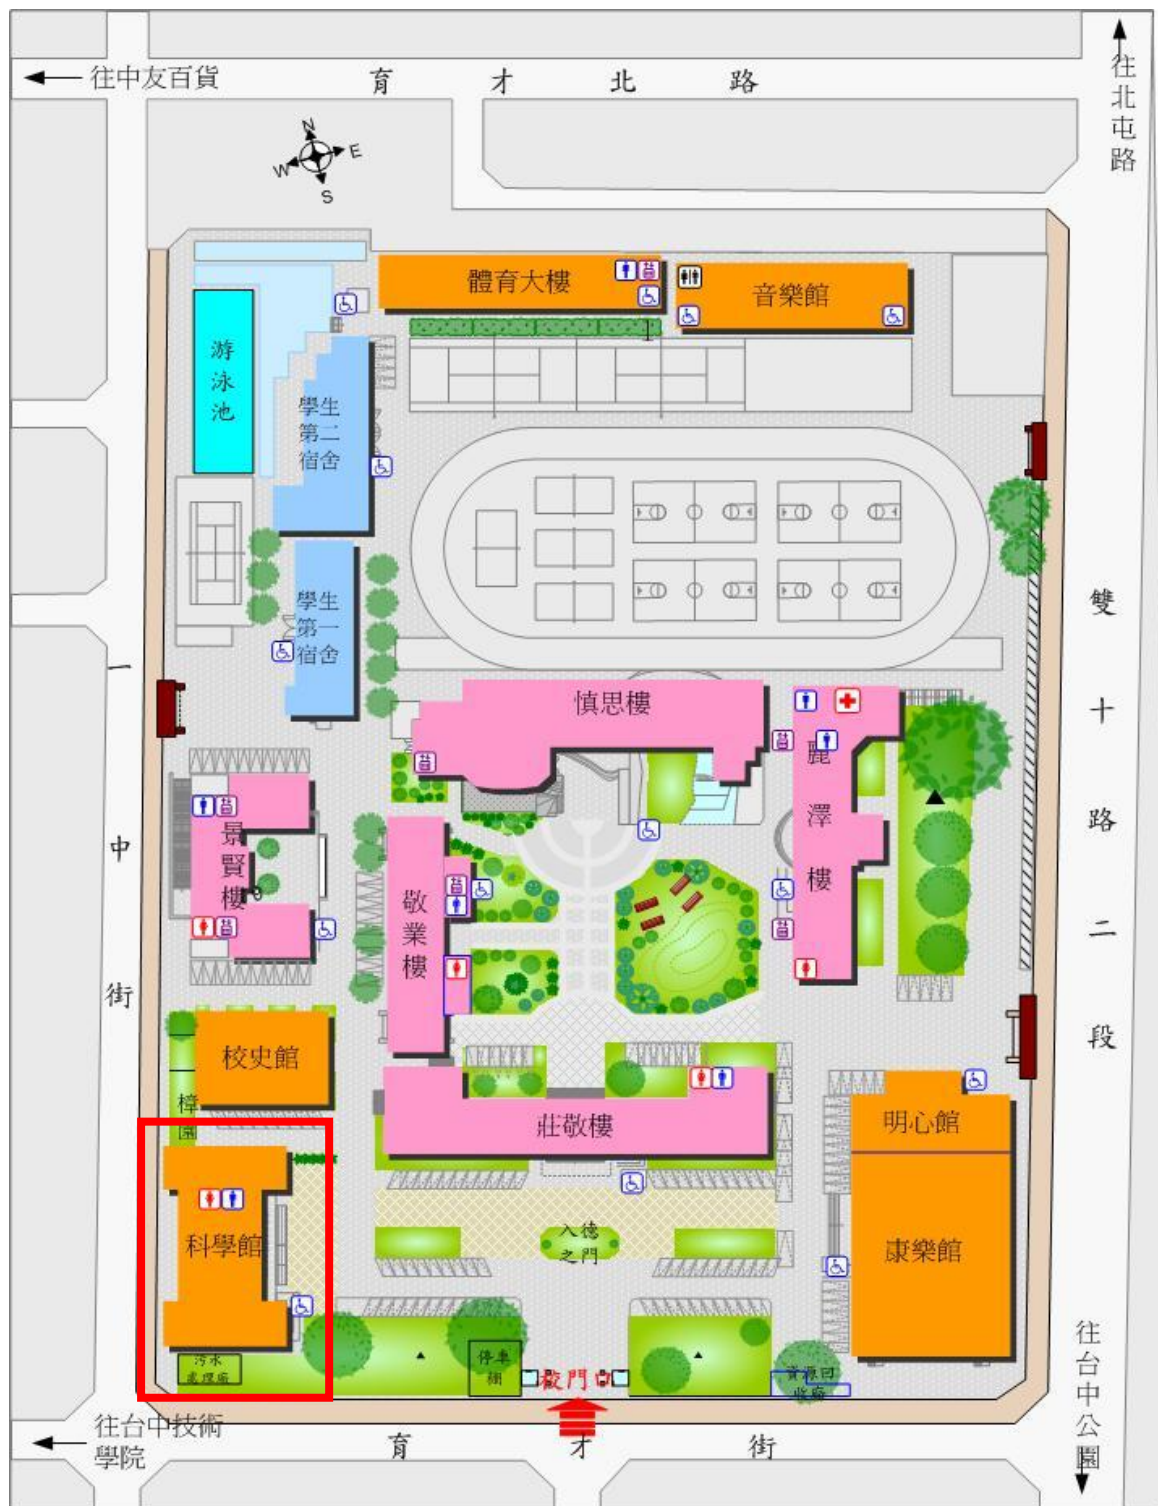 往中友百貨
育才北路
往北屯路
N
E
W
S
體育大樓
音樂館
游泳池
學生
第二
宿舍
學生
第一
宿舍
一中街
雙十路二段
慎思樓
麗澤樓
景賢樓
敬業樓
校史館
樟園
莊敬樓
明心館
科學館
入德
之門
康樂館
污水
處理廠
停車
棚
校門口
資源回
收廠
往台中公園
往台中技術
學院
育才街